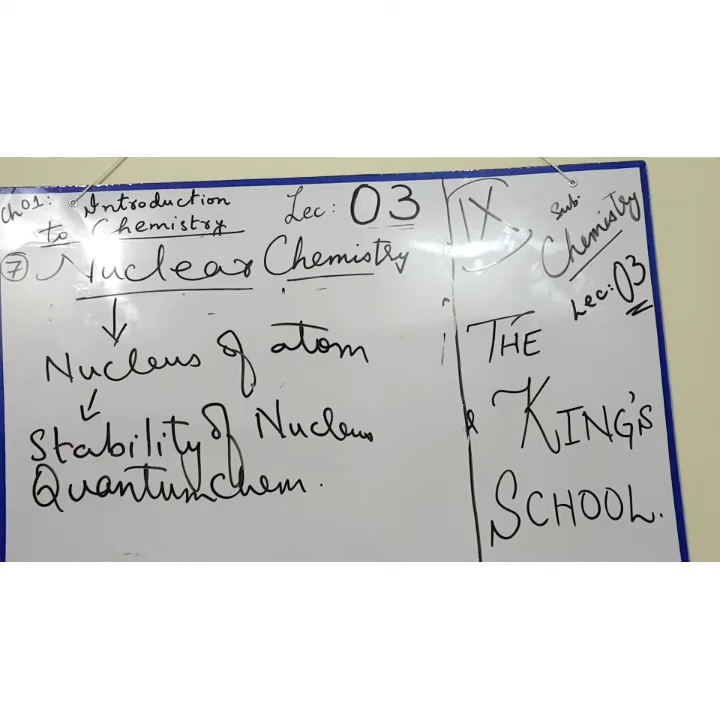 Ch01: Introduction
to Chemistry
Lec: 03
⑦ Nuclear Chemistry
Nucleus of atom
Stability of Nucleus
Quantum chem.
IX
Sub:
Chemistry
Lec: 03
THE
KING'S
SCHOOL.